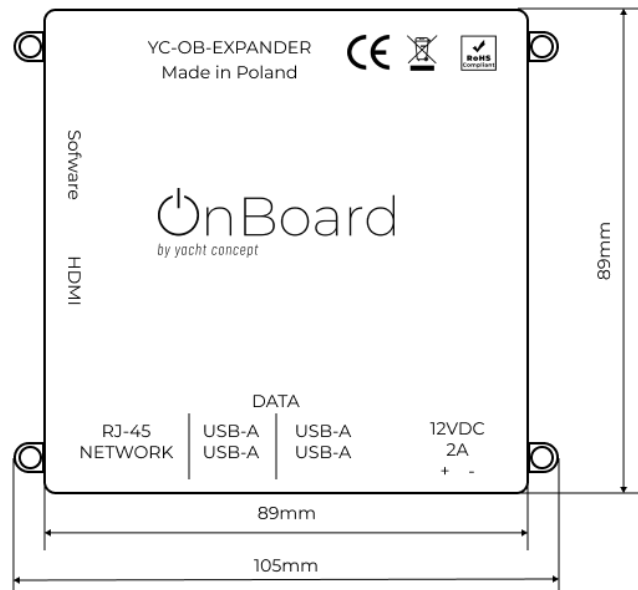 YC-OB-EXPANDER
Made in Poland
CE
RoHS
Compliant
Sofware
HDMI
OnBoard
by yacht concept
DATA
RJ-45
NETWORK
USB-A
USB-A
USB-A
USB-A
12VDC
2A
+ -
89mm
89mm
105mm